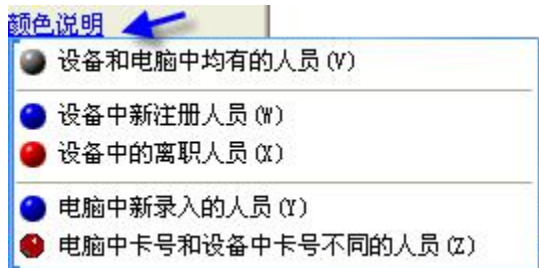 颜色说明
设备和电脑中均有的人员(V)
设备中新注册人员(W)
设备中的离职人员(X)
电脑中新录入的人员(Y)
电脑中卡号和设备中卡号不同的人员(Z)